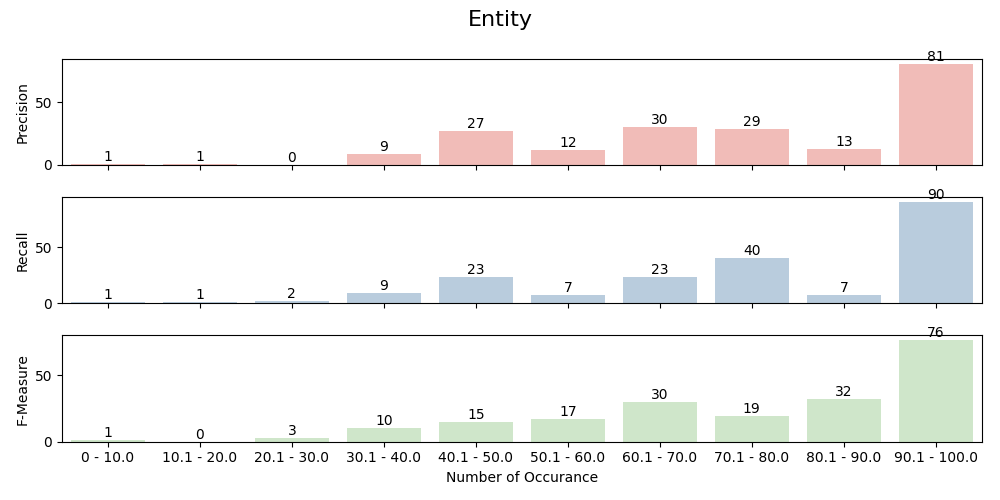 Entity
Precision
50
0
1 1 0 9 27 12 30 29 13 81
Recall
50
0
1 1 2 9 23 7 23 40 7 90
F-Measure
50
0
1 0 3 10 15 17 30 19 32 76
0 - 10.0 10.1 - 20.0 20.1 - 30.0 30.1 - 40.0 40.1 - 50.0 50.1 - 60.0 60.1 - 70.0 70.1 - 80.0 80.1 - 90.0 90.1 - 100.0
Number of Occurance